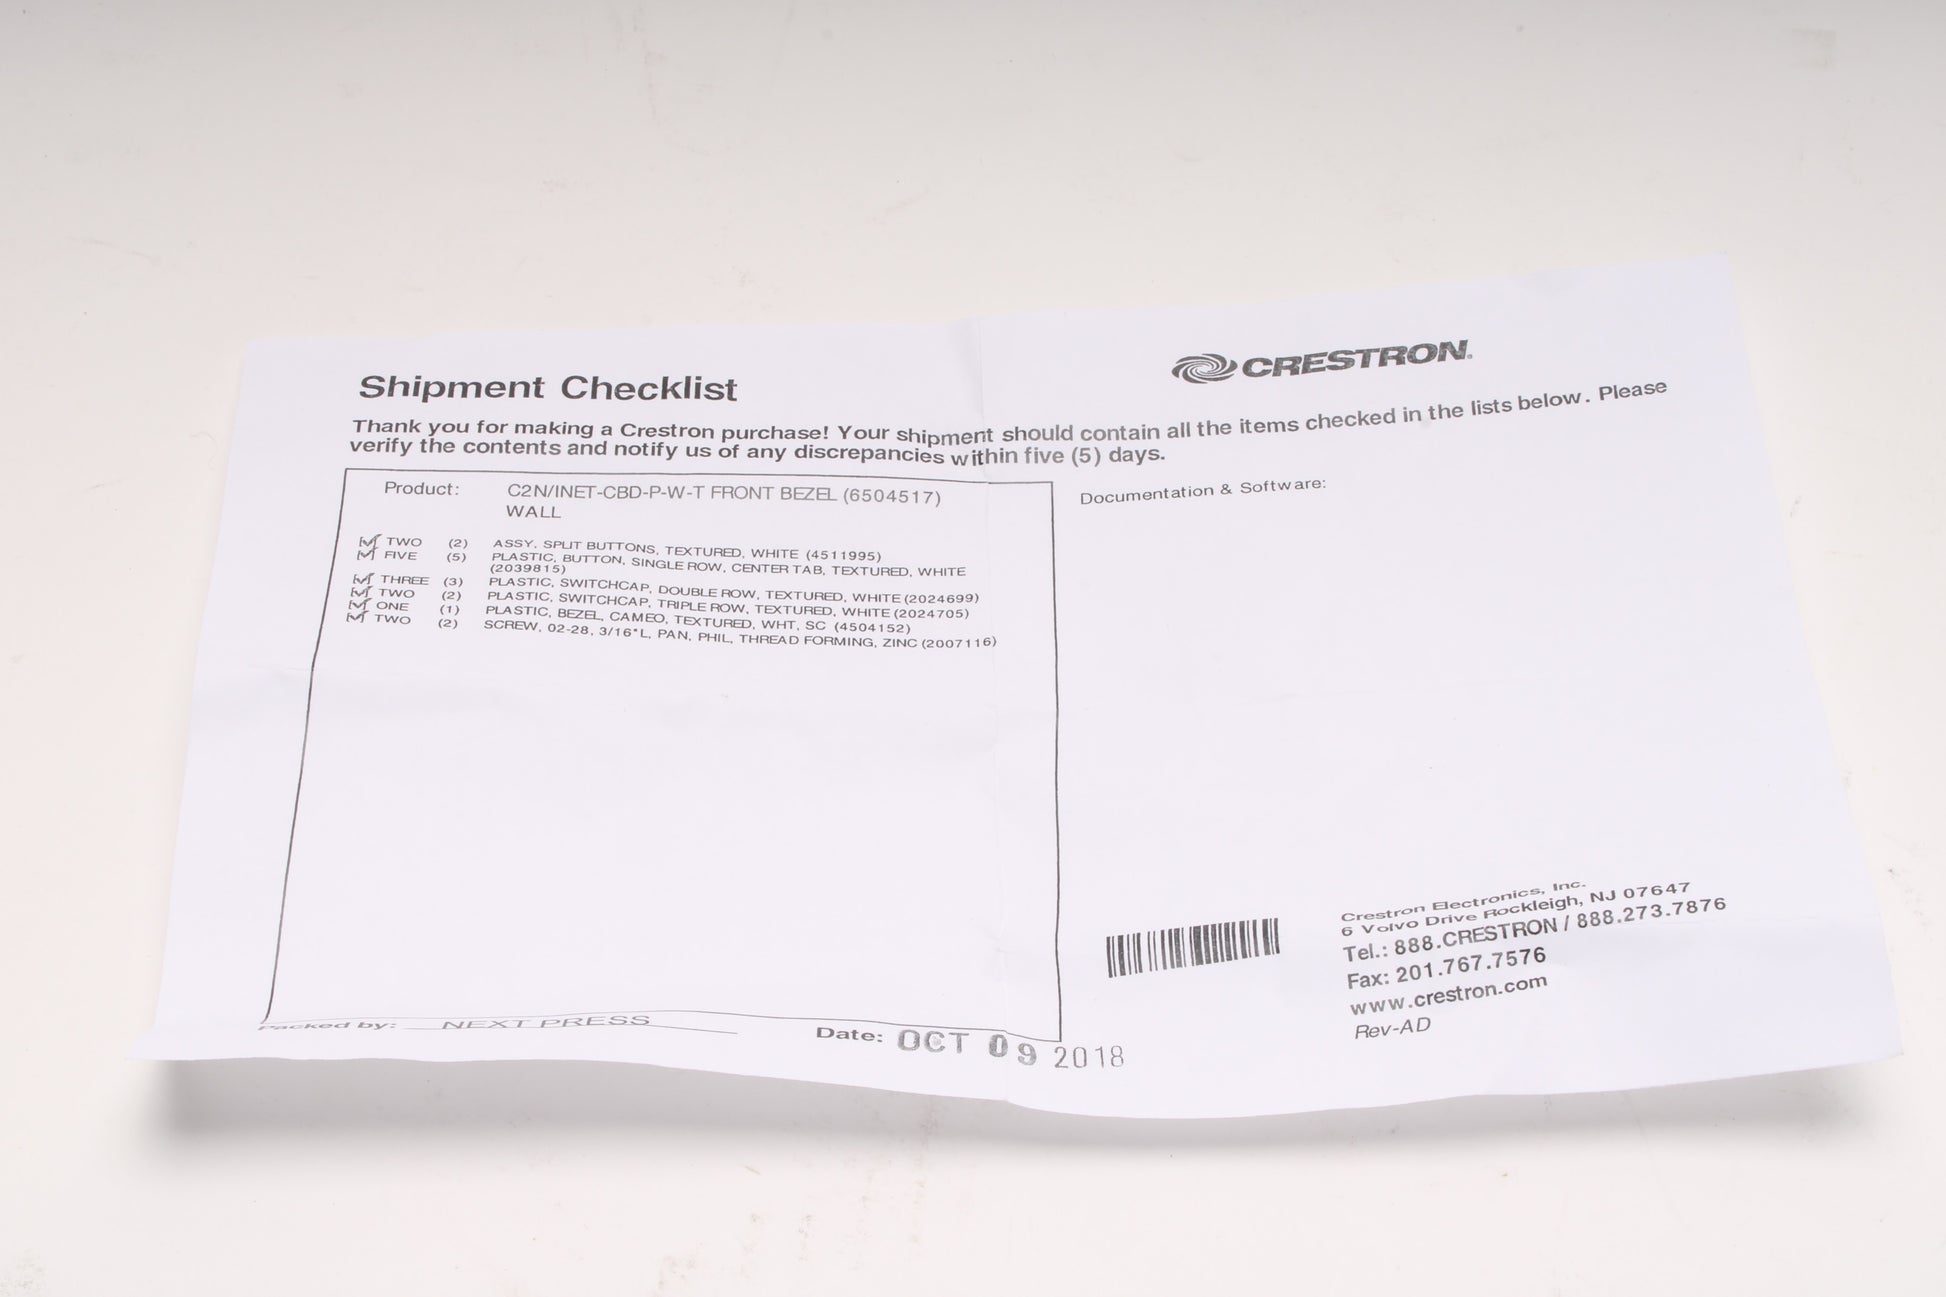 CRESTRON®
Shipment Checklist
Thank you for making a Crestron purchase! Your shipment should contain all the items checked in the lists below. Please
verify the contents and notify us of any discrepancies within five (5) days.
Product: C2N/INET-CBD-P-W-T FRONT BEZEL (6504517)
WALL
TWO (2) ASSY, SPLIT BUTTONS, TEXTURED, WHITE (4511995)
FIVE (5) PLASTIC, BUTTON, SINGLE ROW, CENTER TAB, TEXTURED, WHITE
(2039815)
THREE (3) PLASTIC, SWITCHCAP, DOUBLE ROW, TEXTURED, WHITE (2024699)
TWO (2) PLASTIC, SWITCHCAP, TRIPLE ROW, TEXTURED, WHITE (2024705)
ONE (1) PLASTIC, BEZEL, CAMEO, TEXTURED, WHT, SC (4504152)
TWO (2) SCREW, 02-28, 3/16"L, PAN, PHIL, THREAD FORMING, ZINC (2007116)
Packed by: NEXT PRESS
Date: OCT 09 2018
Documentation & Software:
Crestron Electronics, Inc.
6 Volvo Drive Rockleigh, NJ 07647
Tel.: 888.CRESTRON / 888.273.7876
Fax: 201.767.7576
www.crestron.com
Rev-AD